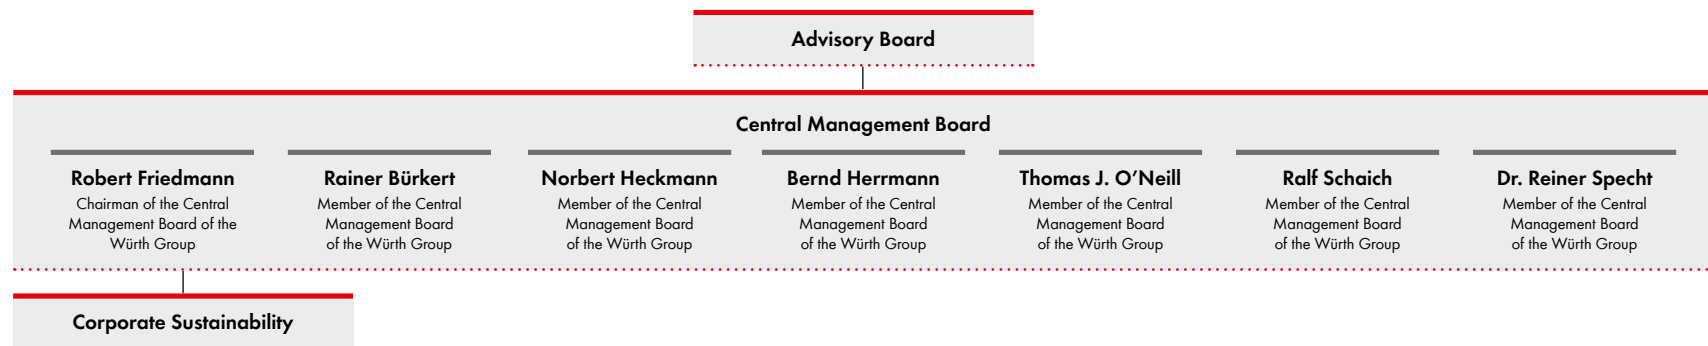 Advisory Board
Central Management Board
Robert Friedmann
Chairman of the Central
Management Board of the
Würth Group
Rainer Bürkert
Member of the Central
Management Board
of the Würth Group
Norbert Heckmann
Member of the Central
Management Board
of the Würth Group
Bernd Herrmann
Member of the Central
Management Board
of the Würth Group
Thomas J. O’Neill
Member of the Central
Management Board
of the Würth Group
Ralf Schaich
Member of the Central
Management Board
of the Würth Group
Dr. Reiner Specht
Member of the Central
Management Board
of the Würth Group
Corporate Sustainability